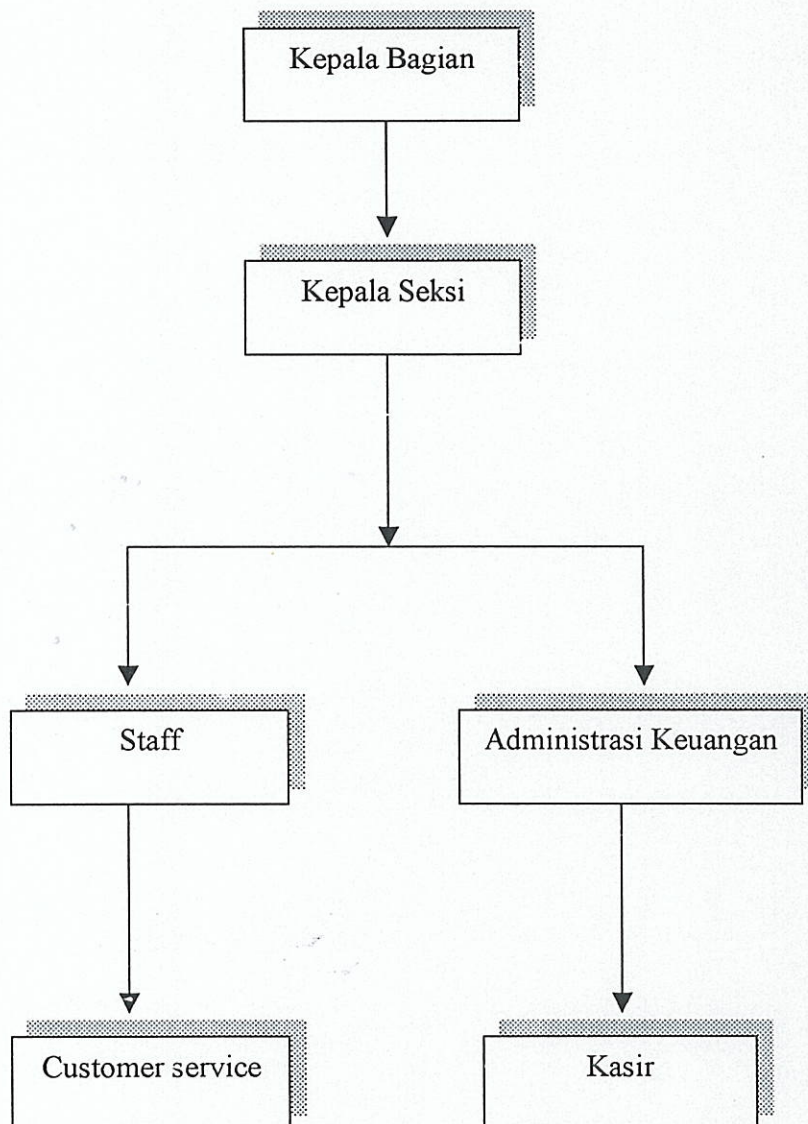 Kepala Bagian
Kepala Seksi
Staff
Administrasi Keuangan
Customer service
Kasir